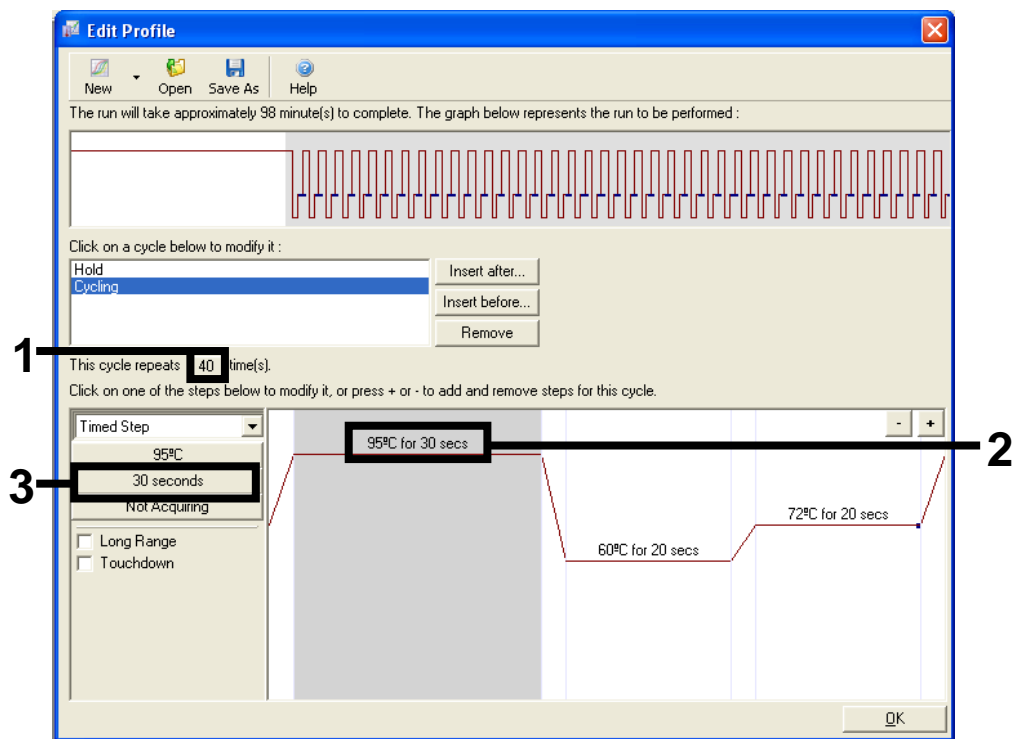 Edit Profile
New Open Save As Help
The run will take approximately 98 minute(s) to complete. The graph below represents the run to be performed :
Click on a cycle below to modify it :
Hold
Cycling
Insert after...
Insert before...
Remove
1
This cycle repeats 40 time(s).
Click on one of the steps below to modify it, or press + or - to add and remove steps for this cycle.
Timed Step
- +
95ºC
95ºC for 30 secs
2
3
30 seconds
Not Acquiring
72ºC for 20 secs
Long Range
60ºC for 20 secs
Touchdown
OK